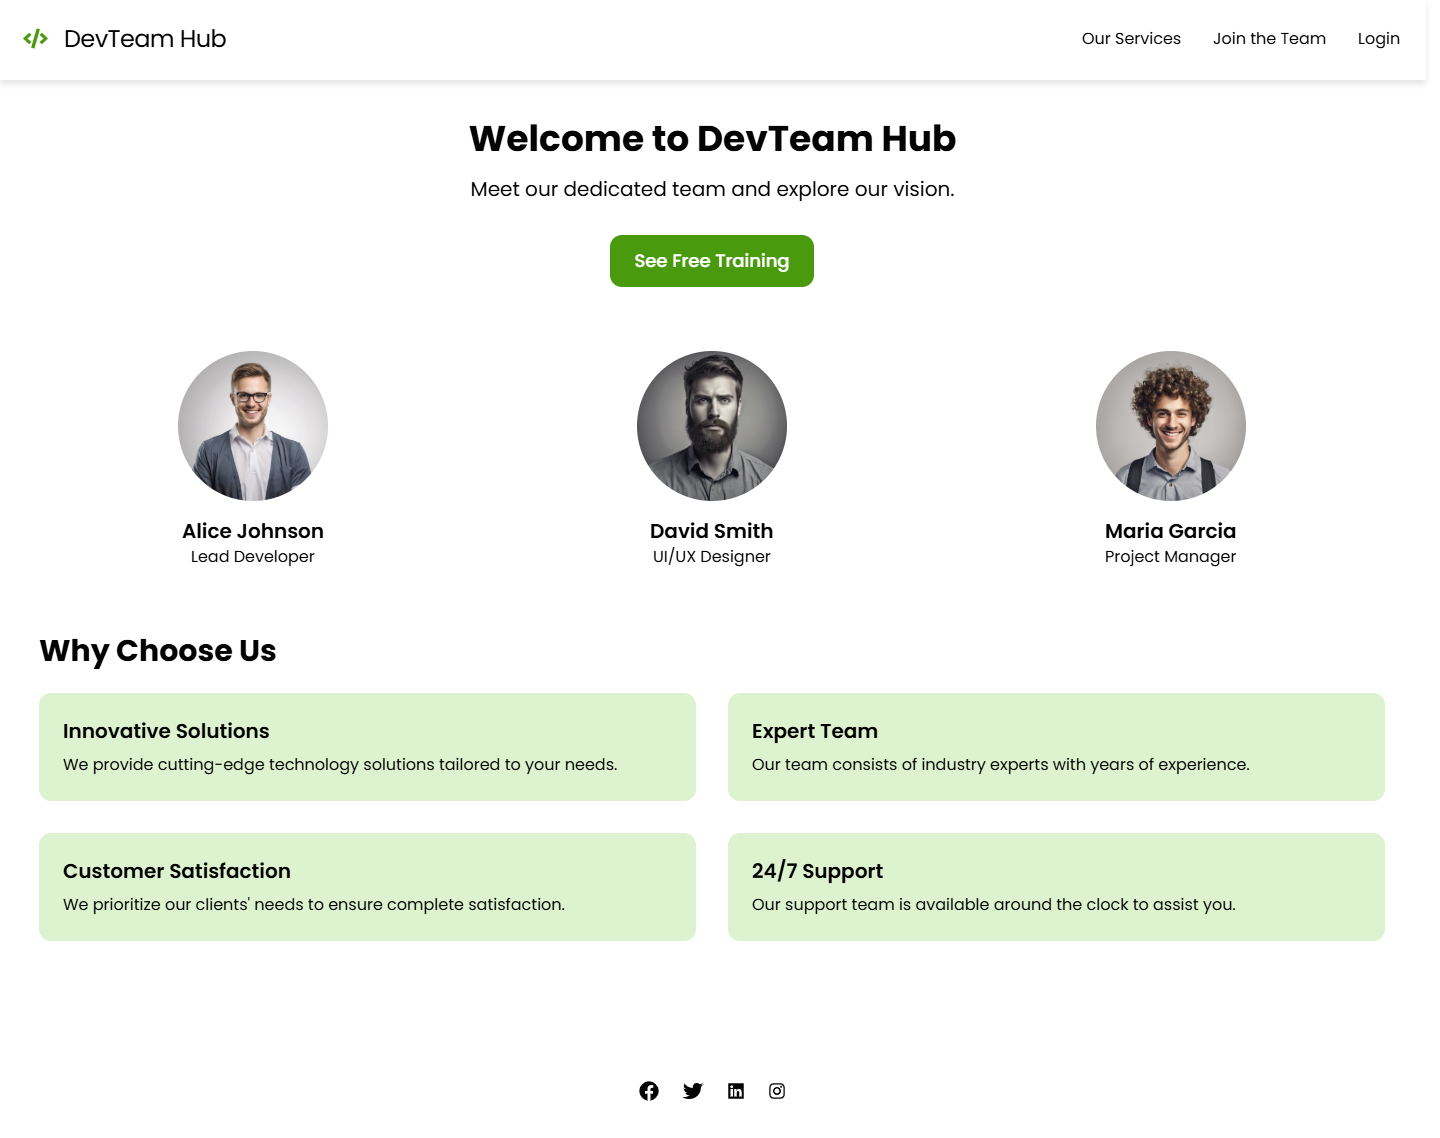 DevTeam Hub
Our Services
Join the Team
Login
Welcome to DevTeam Hub
Meet our dedicated team and explore our vision.
See Free Training
Alice Johnson
Lead Developer
David Smith
UI/UX Designer
Maria Garcia
Project Manager
Why Choose Us
Innovative Solutions
We provide cutting-edge technology solutions tailored to your needs.
Expert Team
Our team consists of industry experts with years of experience.
Customer Satisfaction
We prioritize our clients' needs to ensure complete satisfaction.
24/7 Support
Our support team is available around the clock to assist you.